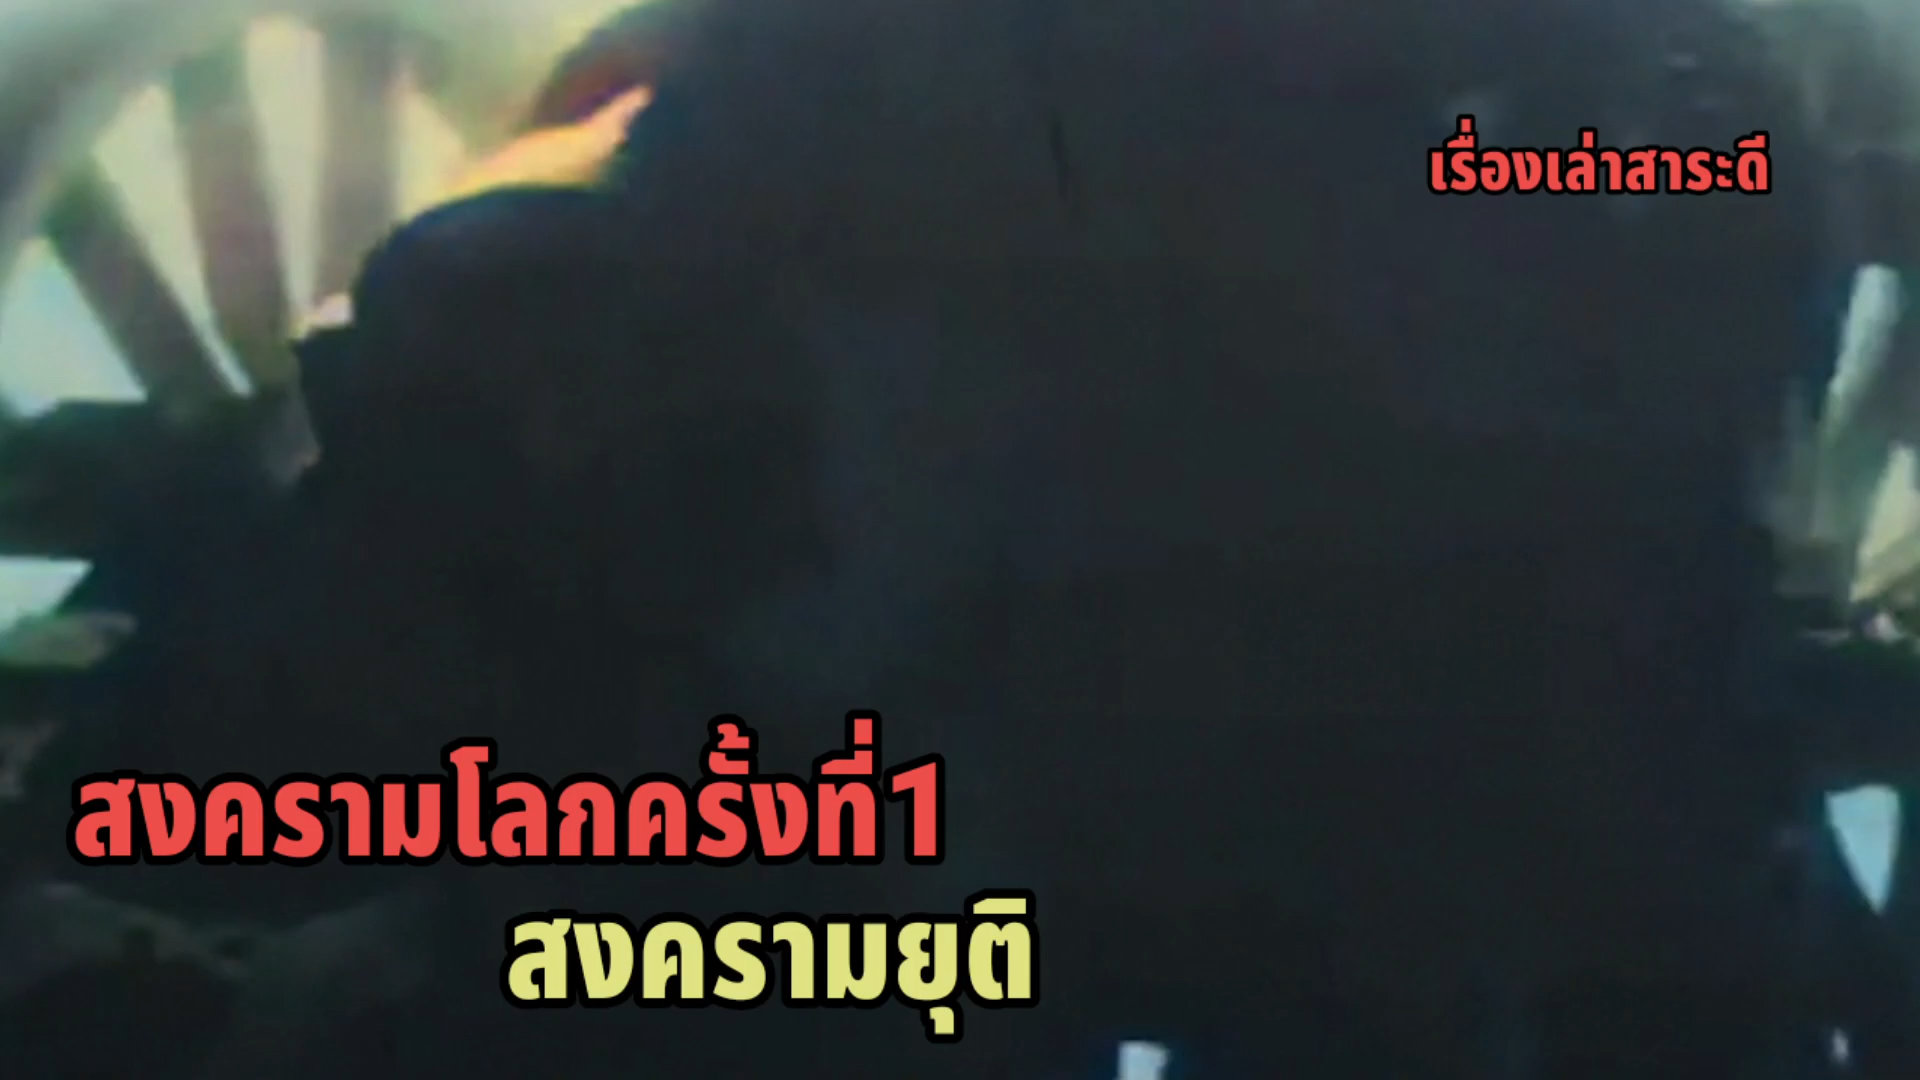 เรื่องเล่าสาระดี
สงครามโลกครั้งที่1
สงครามยุติ